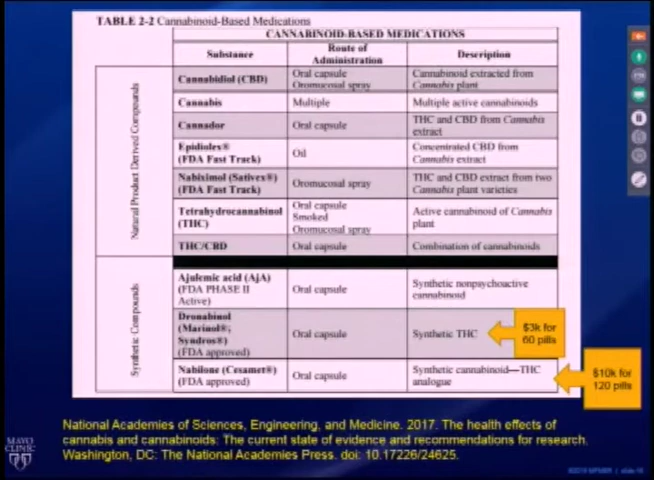 TABLE 2-2 Cannabinoid-Based Medications
CANNABINOID-BASED MEDICATIONS
Substance Route of Administration Description
Natural Product Derived Compounds
Cannabidiol (CBD) Oral capsule Oromucosal spray Cannabinoid extracted from Cannabis plant
Cannabis Multiple Multiple active cannabinoids
Cannador Oral capsule THC and CBD from Cannabis extract
Epidiolex® (FDA Fast Track) Oil Concentrated CBD from Cannabis extract
Nabiximol (Sativex®) (FDA Fast Track) Oromucosal spray THC and CBD extract from two Cannabis plant varieties
Tetrahydrocannabinol (THC) Oral capsule Smoked Oromucosal spray Active cannabinoid of Cannabis plant
THC/CBD Oral capsule Combination of cannabinoids
Synthetic Compounds
Ajulemic acid (AjA) (FDA PHASE II Active) Oral capsule Synthetic nonpsychoactive cannabinoid
Dronabinol (Marinol®; Syndros®) (FDA approved) Oral capsule Synthetic THC
$3k for 60 pills
Nabilone (Cesamet®) (FDA approved) Oral capsule Synthetic cannabinoid—THC analogue
$10k for 120 pills
National Academies of Sciences, Engineering, and Medicine. 2017. The health effects of
cannabis and cannabinoids: The current state of evidence and recommendations for research.
Washington, DC: The National Academies Press. doi: 10.17226/24625.
MAYO
CLINIC